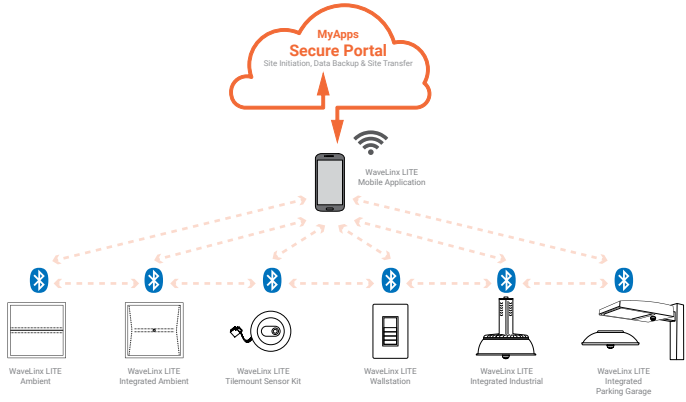 MyApps
Secure Portal
Site Initiation, Data Backup & Site Transfer
WaveLinx LITE
Mobile Application
WaveLinx LITE
Ambient
WaveLinx LITE
Integrated Ambient
WaveLinx LITE
Tilemount Sensor Kit
WaveLinx LITE
Wallstation
WaveLinx LITE
Integrated Industrial
WaveLinx LITE
Integrated
Parking Garage